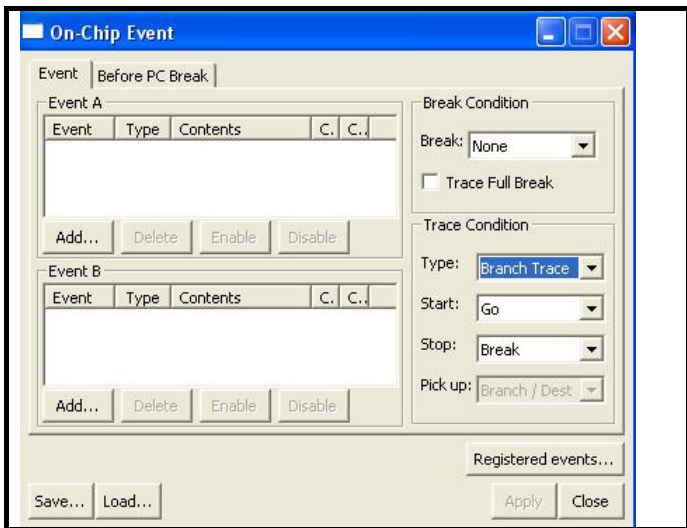 On-Chip Event
Event Before PC Break
Event A
Event Type Contents C. C..
Add... Delete Enable Disable
Event B
Event Type Contents C. C..
Add... Delete Enable Disable
Break Condition
Break: None
Trace Full Break
Trace Condition
Type: Branch Trace
Start: Go
Stop: Break
Pick up: Branch / Dest
Registered events...
Save... Load... Apply Close